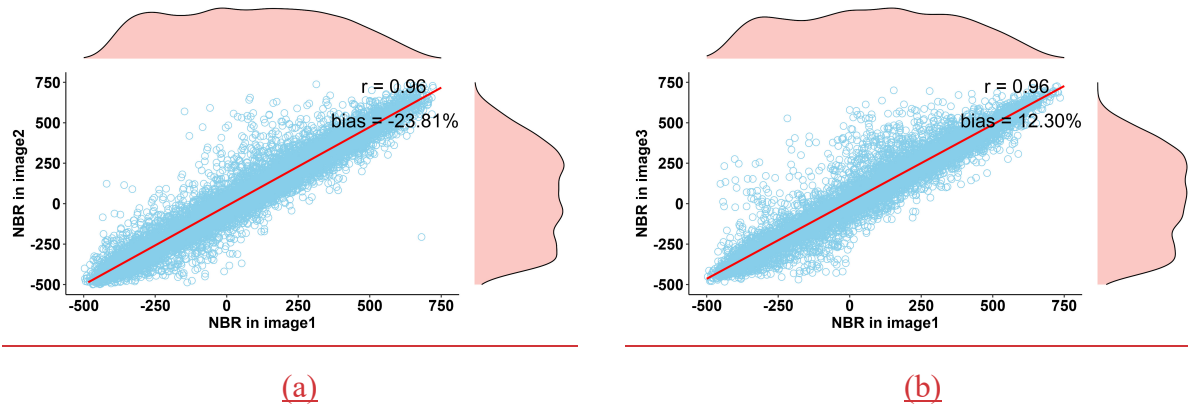 750
500
250
0
-250
-500
NBR in image2
r = 0.96
bias = -23.81%
-500 -250 0 250 500 750
NBR in image1
(a)
750
500
250
0
-250
-500
NBR in image3
r = 0.96
bias = 12.30%
-500 -250 0 250 500 750
NBR in image1
(b)